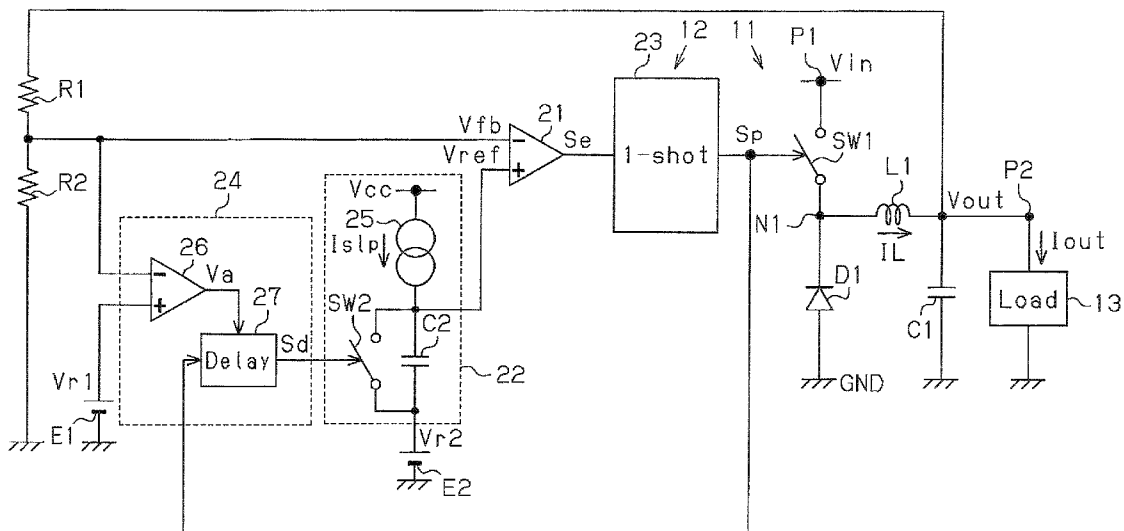 23
12
11
P1
Vin
R1
Vfb
21
Se
Vref
1-shot
Sp
SW1
R2
24
Vcc
25
Islp
L1
Vout
P2
N1
IL
Iout
26
Va
27
SW2
C2
D1
C1
Load
13
Delay
Sd
22
Vr1
E1
GND
Vr2
E2